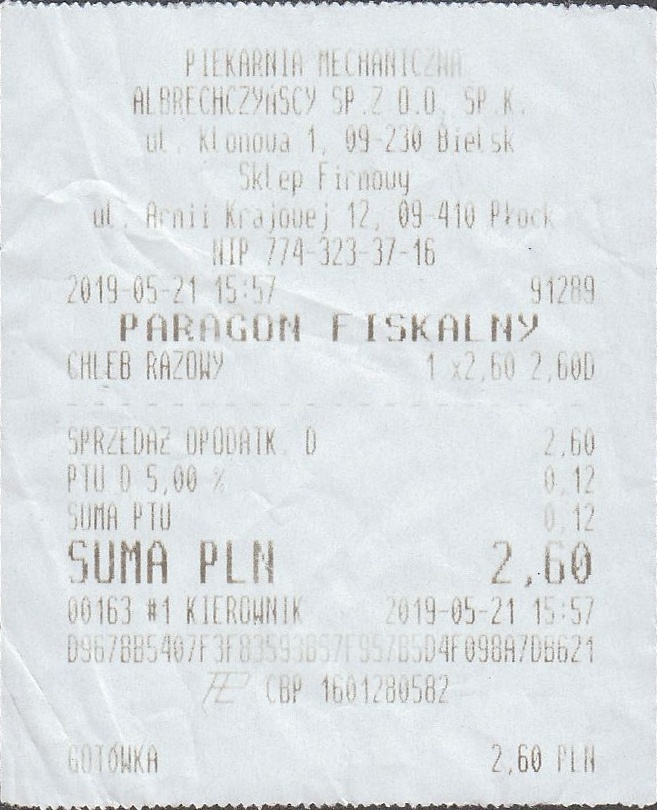 PIEKARNIA MECHANICZNA
ALBRECHCZYŃSCY SP.Z O.O. SP.K.
ul. Klonowa 1, 09-230 Bielsk
Sklep Firmowy
ul. Armii Krajowej 12, 09-410 Płock
NIP 774-323-37-16
2019-05-21 15:57 91289
PARAGON FISKALNY
CHLEB RAZOWY 1 x2,60 2,60D
SPRZEDAŻ OPODATK. D 2,60
PTU D 5,00 % 0,12
SUMA PTU 0,12
SUMA PLN 2,60
00163 #1 KIEROWNIK 2019-05-21 15:57
CBP 1601280582
GOTÓWKA 2,60 PLN